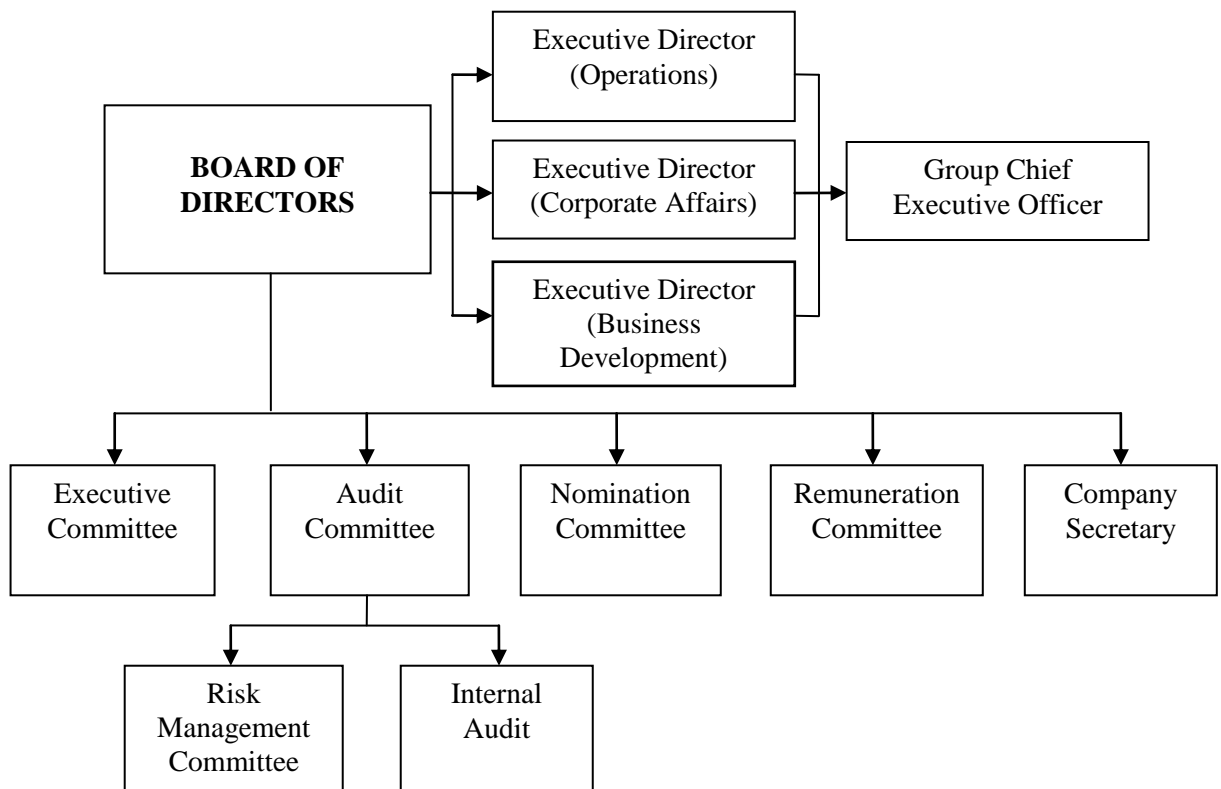 Executive Director
(Operations)
BOARD OF
DIRECTORS
Executive Director
(Corporate Affairs)
Group Chief
Executive Officer
Executive Director
(Business
Development)
Executive
Committee
Audit
Committee
Nomination
Committee
Remuneration
Committee
Company
Secretary
Risk
Management
Committee
Internal
Audit